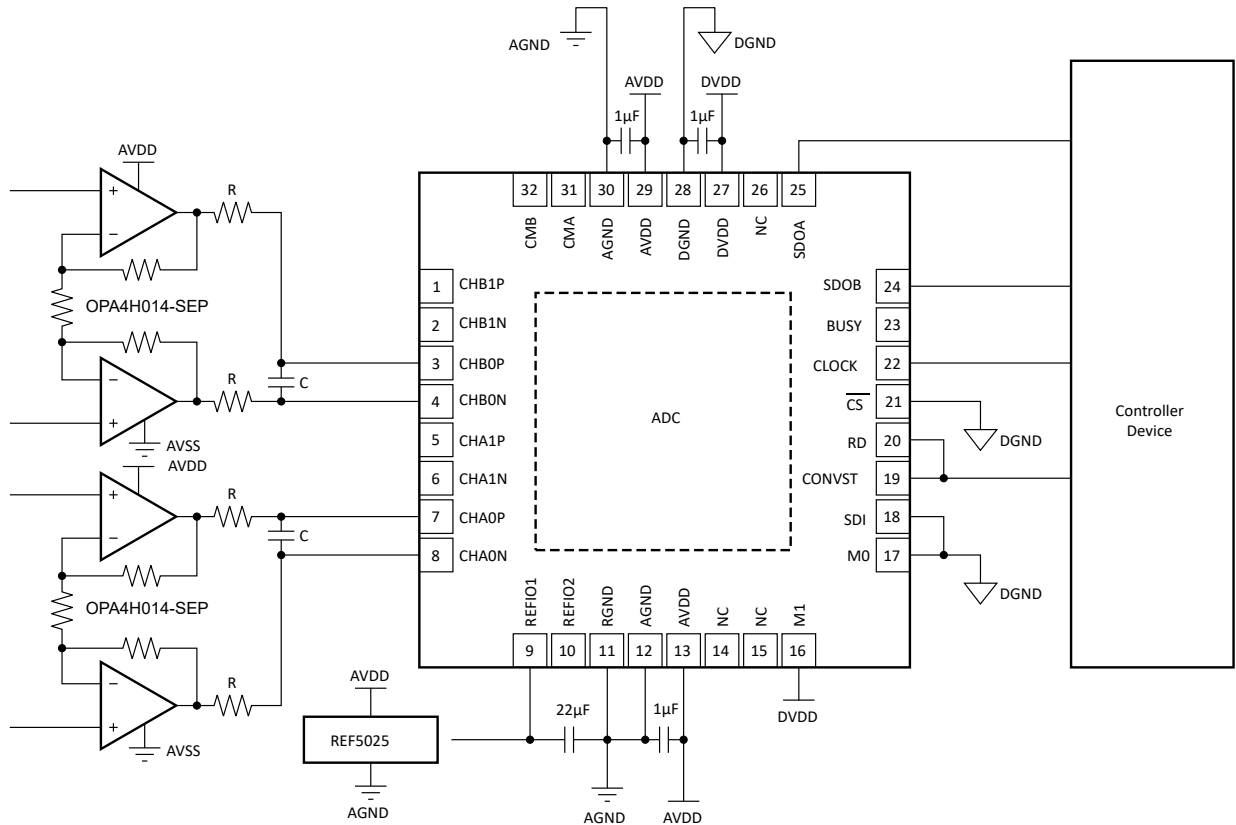 AGND
DGND
AVDD
DVDD
1µF
1µF
AVDD
R
+
−
OPA4H014-SEP
−
+
R
C
AVSS
AVDD
R
+
−
C
OPA4H014-SEP
−
+
R
AVSS
32 31 30 29 28 27 26 25
CMB
CMA
AGND
AVDD
DGND
DVDD
NC
SDOA
1 CHB1P
2 CHB1N
3 CHB0P
4 CHB0N
5 CHA1P
6 CHA1N
7 CHA0P
8 CHA0N
ADC
SDOB 24
BUSY 23
CLOCK 22
CS 21
RD 20
CONVST 19
SDI 18
M0 17
DGND
DGND
Controller
Device
REFIO1
REFIO2
RGND
AGND
AVDD
NC
NC
M1
9 10 11 12 13 14 15 16
AVDD
REF5025
AGND
22µF
1µF
DVDD
AGND
AVDD